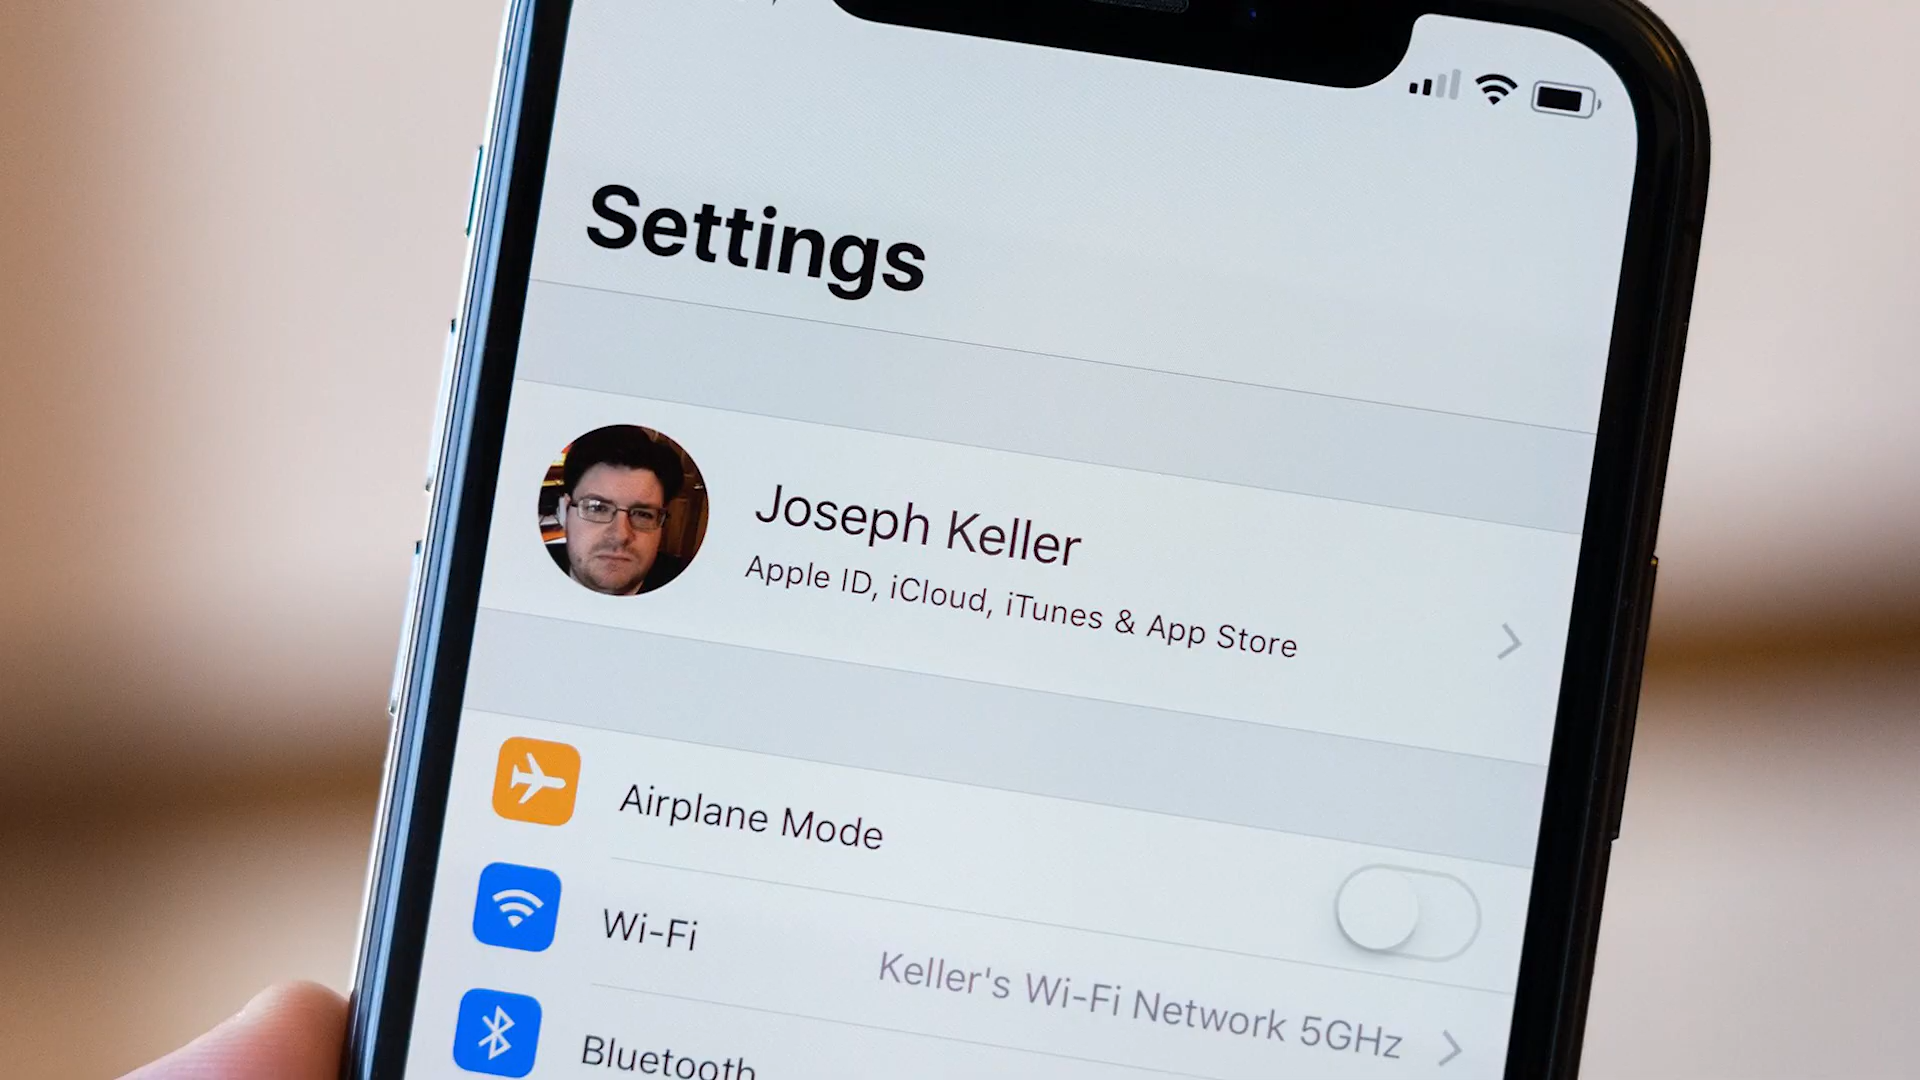 Settings
Joseph Keller
Apple ID, iCloud, iTunes & App Store
Airplane Mode
Wi-Fi
Keller's Wi-Fi Network 5GHz
Bluetooth